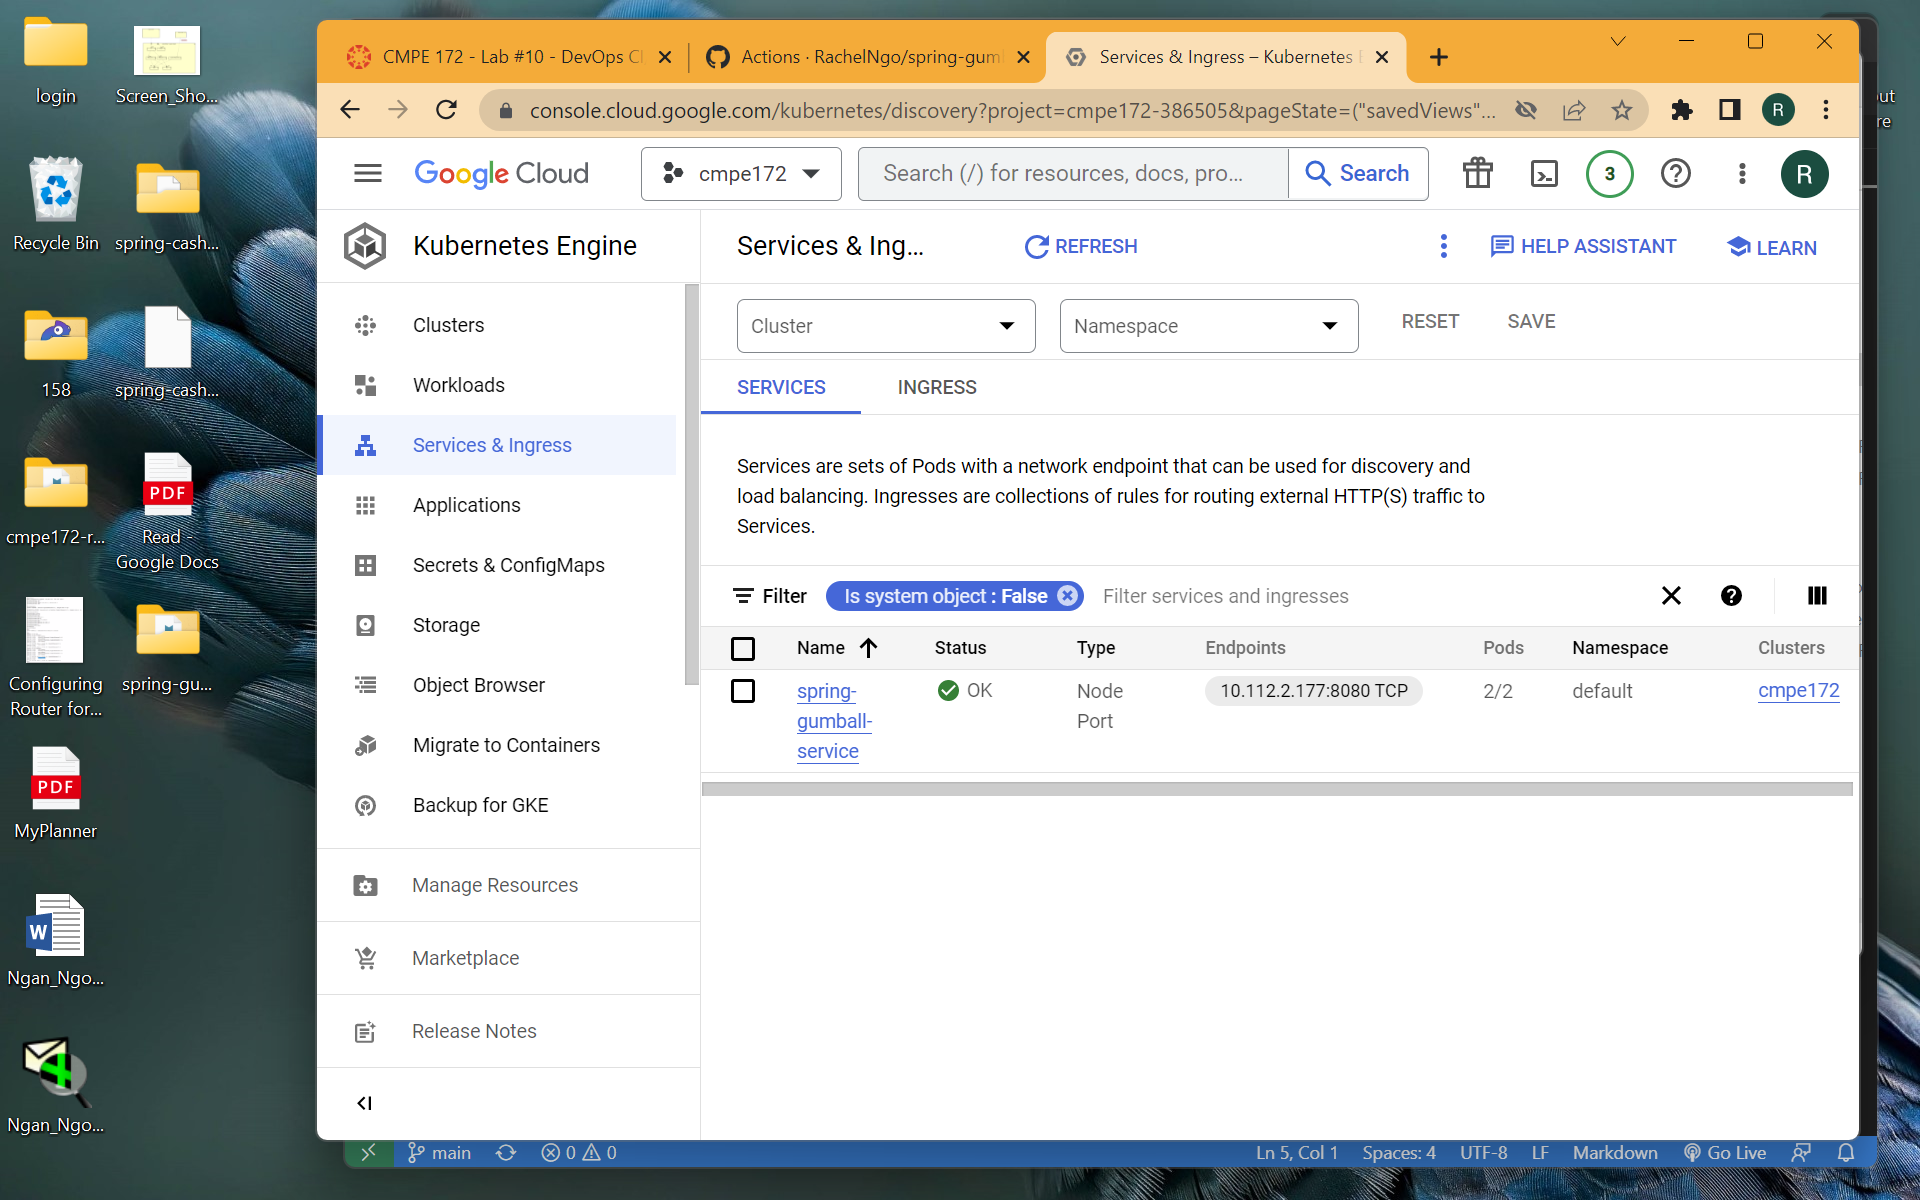 login
Screen_Sho...
Recycle Bin
spring-cash...
158
spring-cash...
cmpe172-r...
PDF
Read -
Google Docs
Configuring
Router for...
spring-gu...
PDF
MyPlanner
W
Ngan_Ngo...
Ngan_Ngo...
CMPE 172 - Lab #10 - DevOps Cl
Actions · RachelNgo/spring-gum
Services & Ingress – Kubernetes E
console.cloud.google.com/kubernetes/discovery?project=cmpe172-386505&pageState=("savedViews"...
R
Google Cloud
cmpe172
Search (/) for resources, docs, pro...
Search
3
R
Kubernetes Engine
Services & Ing...
REFRESH
HELP ASSISTANT
LEARN
Clusters
Workloads
Services & Ingress
Applications
Secrets & ConfigMaps
Storage
Object Browser
Migrate to Containers
Backup for GKE
Manage Resources
Marketplace
Release Notes
Cluster
Namespace
RESET
SAVE
SERVICES
INGRESS
Services are sets of Pods with a network endpoint that can be used for discovery and
load balancing. Ingresses are collections of rules for routing external HTTP(S) traffic to
Services.
Filter
Is system object : False
Filter services and ingresses
Name
Status
Type
Endpoints
Pods
Namespace
Clusters
spring-
gumball-
service
OK
Node
Port
10.112.2.177:8080 TCP
2/2
default
cmpe172
main
0
0
Ln 5, Col 1
Spaces: 4
UTF-8
LF
Markdown
Go Live